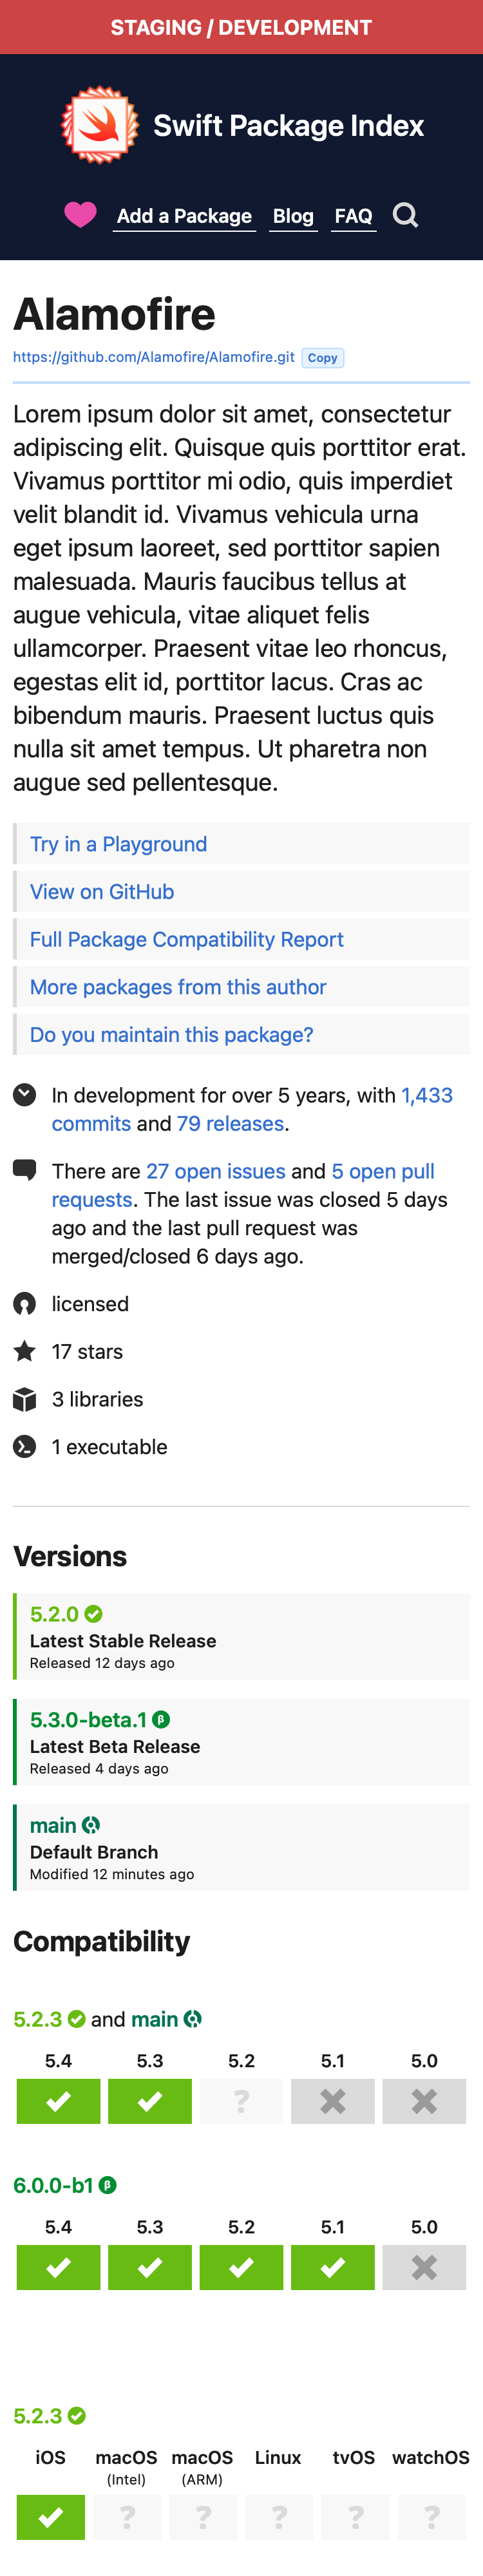 STAGING / DEVELOPMENT
Swift Package Index
Add a Package Blog FAQ
Alamofire
https://github.com/Alamofire/Alamofire.git Copy
Lorem ipsum dolor sit amet, consectetur
adipiscing elit. Quisque quis porttitor erat.
Vivamus porttitor mi odio, quis imperdiet
velit blandit id. Vivamus vehicula urna
eget ipsum laoreet, sed porttitor sapien
malesuada. Mauris faucibus tellus at
augue vehicula, vitae aliquet felis
ullamcorper. Praesent vitae leo rhoncus,
egestas elit id, porttitor lacus. Cras ac
bibendum mauris. Praesent luctus quis
nulla sit amet tempus. Ut pharetra non
augue sed pellentesque.
Try in a Playground
View on GitHub
Full Package Compatibility Report
More packages from this author
Do you maintain this package?
In development for over 5 years, with 1,433
commits and 79 releases.
There are 27 open issues and 5 open pull
requests. The last issue was closed 5 days
ago and the last pull request was
merged/closed 6 days ago.
licensed
17 stars
3 libraries
1 executable
Versions
5.2.0
Latest Stable Release
Released 12 days ago
5.3.0-beta.1 β
Latest Beta Release
Released 4 days ago
main
Default Branch
Modified 12 minutes ago
Compatibility
5.2.3 and main
5.4 5.3 5.2 5.1 5.0
?
6.0.0-b1 β
5.4 5.3 5.2 5.1 5.0
5.2.3
iOS macOS macOS Linux tvOS watchOS
(Intel) (ARM)
? ? ? ? ?